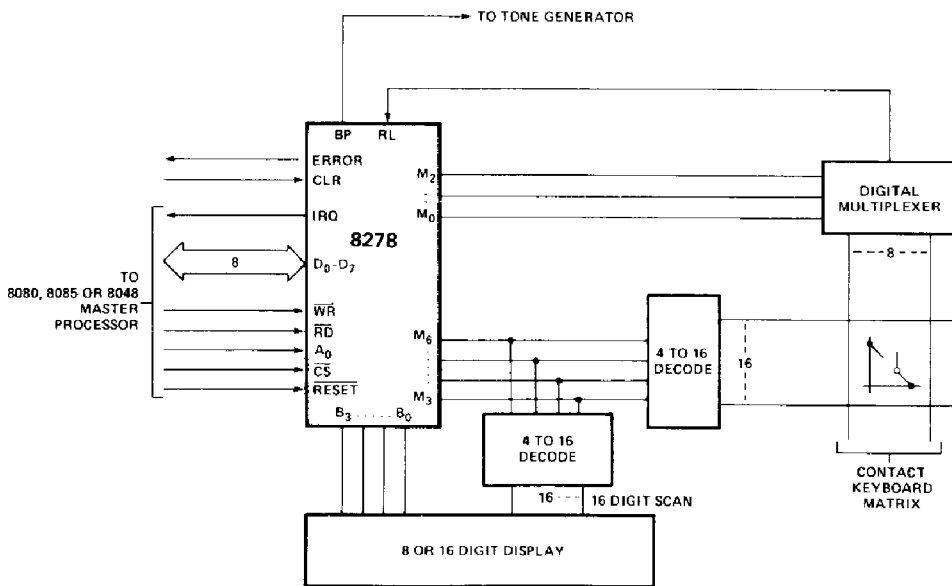 TO TONE GENERATOR
BP RL
ERROR
CLR
IRQ
8278
8
D0-D7
TO
8080, 8085 OR 8048
MASTER
PROCESSOR
WR
RD
A0
CS
RESET
B3 ...... B0
M2
M0
M6
M3
DIGITAL
MULTIPLEXER
8
4 TO 16
DECODE
16
4 TO 16
DECODE
16 --- 16 DIGIT SCAN
CONTACT
KEYBOARD
MATRIX
8 OR 16 DIGIT DISPLAY